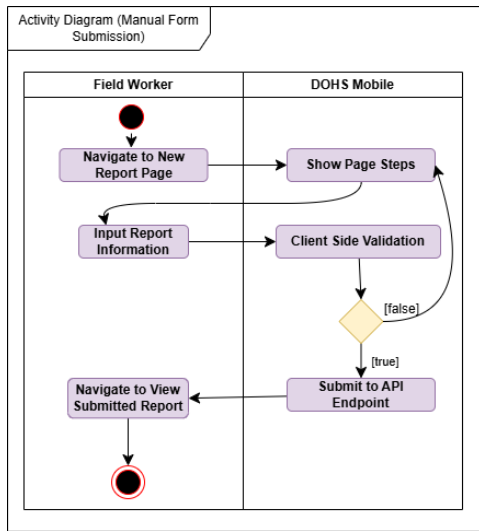 Activity Diagram (Manual Form
Submission)
Field Worker
DOHS Mobile
Navigate to New
Report Page
Show Page Steps
Input Report
Information
Client Side Validation
[false]
[true]
Navigate to View
Submitted Report
Submit to API
Endpoint